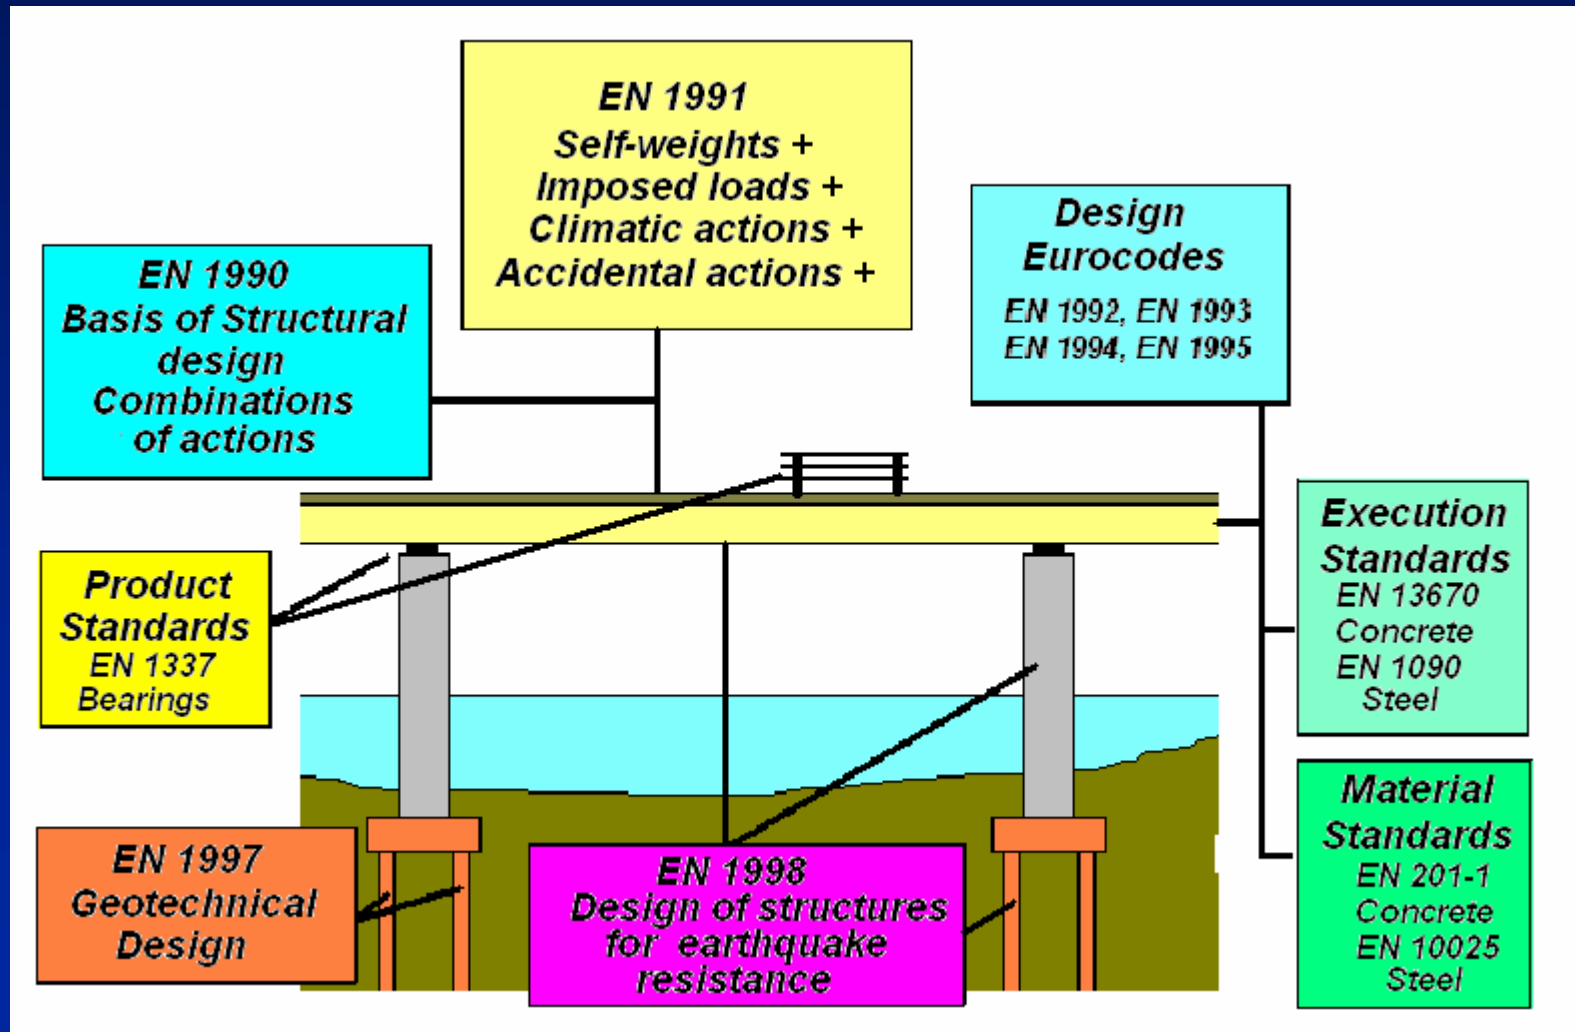 EN 1991
Self-weights +
Imposed loads +
Climatic actions +
Accidental actions +
EN 1990
Basis of Structural
design
Combinations
of actions
Design
Eurocodes
EN 1992, EN 1993
EN 1994, EN 1995
Product
Standards
EN 1337
Bearings
Execution
Standards
EN 13670
Concrete
EN 1090
Steel
EN 1997
Geotechnical
Design
EN 1998
Design of structures
for earthquake
resistance
Material
Standards
EN 201-1
Concrete
EN 10025
Steel